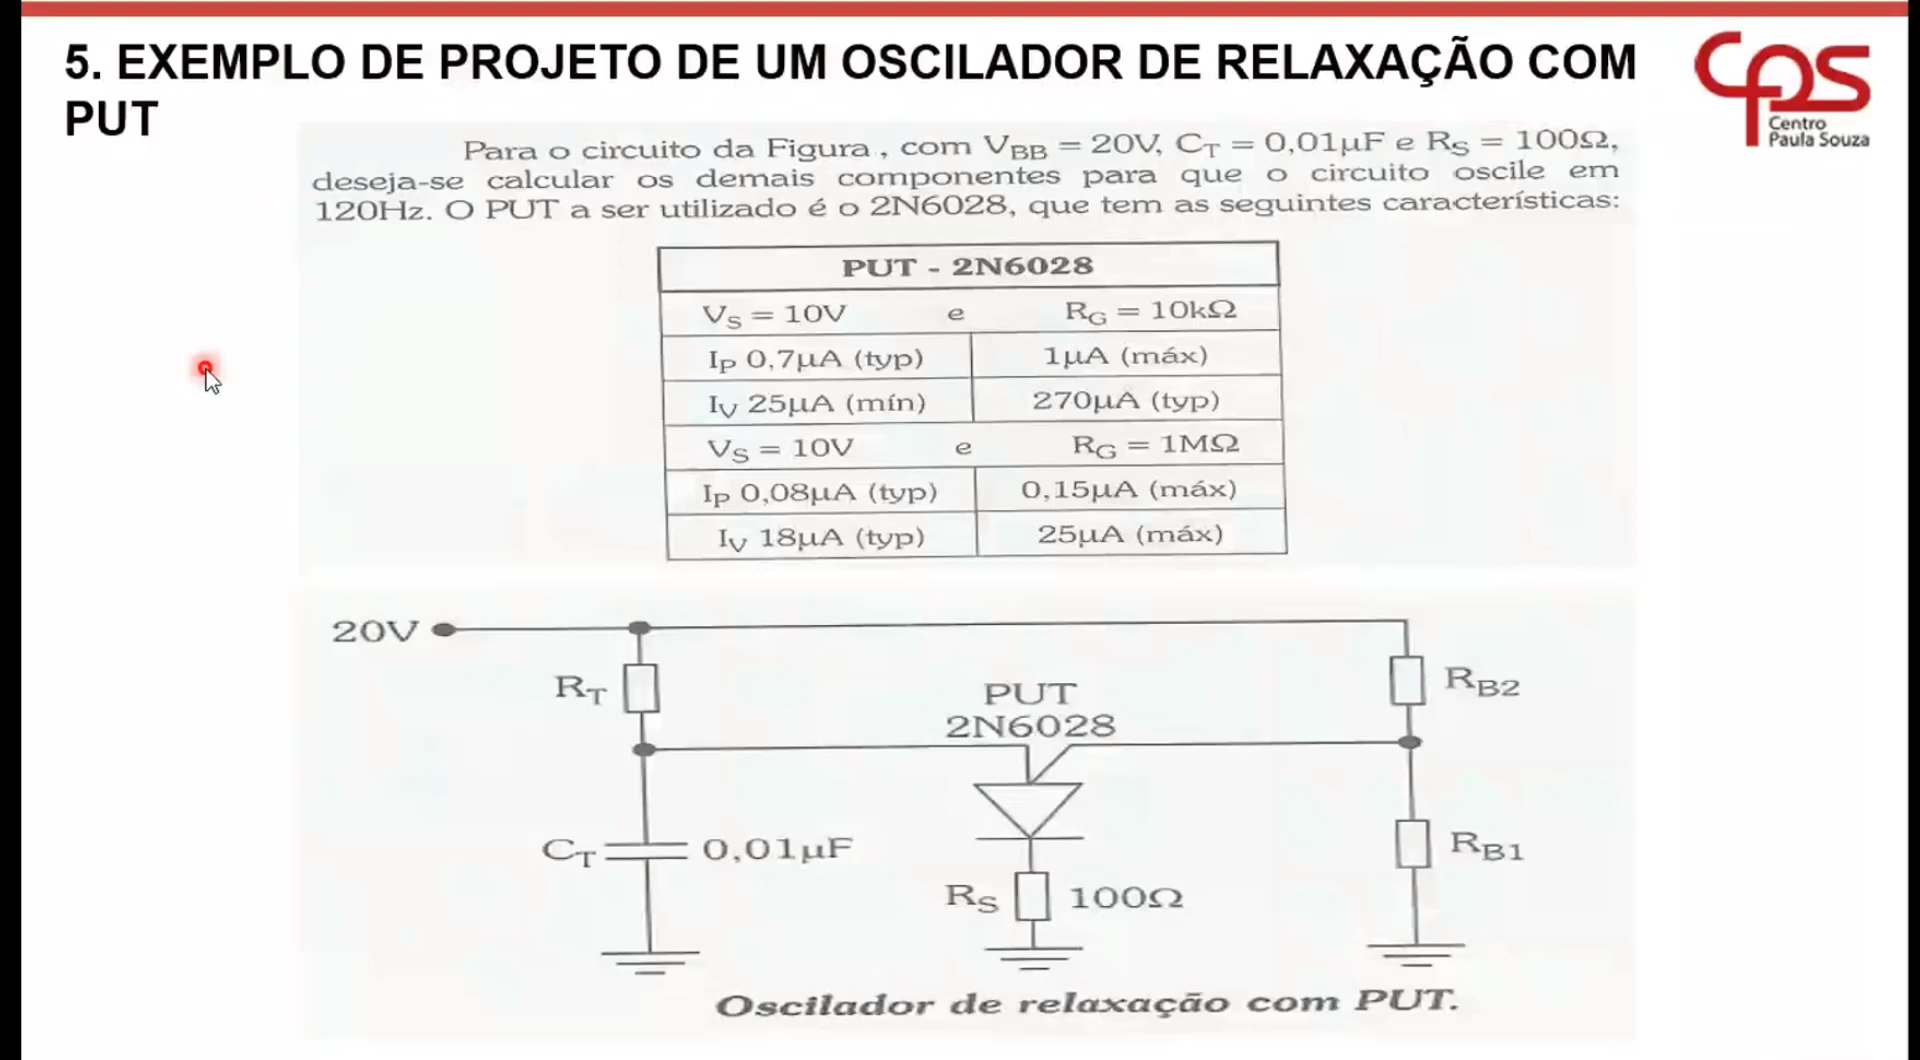 5. EXEMPLO DE PROJETO DE UM OSCILADOR DE RELAXAÇÃO COM
PUT
CPS
Centro
Paula Souza
Para o circuito da Figura , com VBB = 20V, CT = 0,01µF e RS = 100Ω,
deseja-se calcular os demais componentes para que o circuito oscile em
120Hz. O PUT a ser utilizado é o 2N6028, que tem as seguintes características:
PUT - 2N6028
VS = 10V e RG = 10kΩ
IP 0,7µA (typ) 1µA (máx)
IV 25µA (mín) 270µA (typ)
VS = 10V e RG = 1MΩ
IP 0,08µA (typ) 0,15µA (máx)
IV 18µA (typ) 25µA (máx)
20V
RT
PUT
2N6028
RB2
CT 0,01µF
RB1
RS 100Ω
Oscilador de relaxação com PUT.